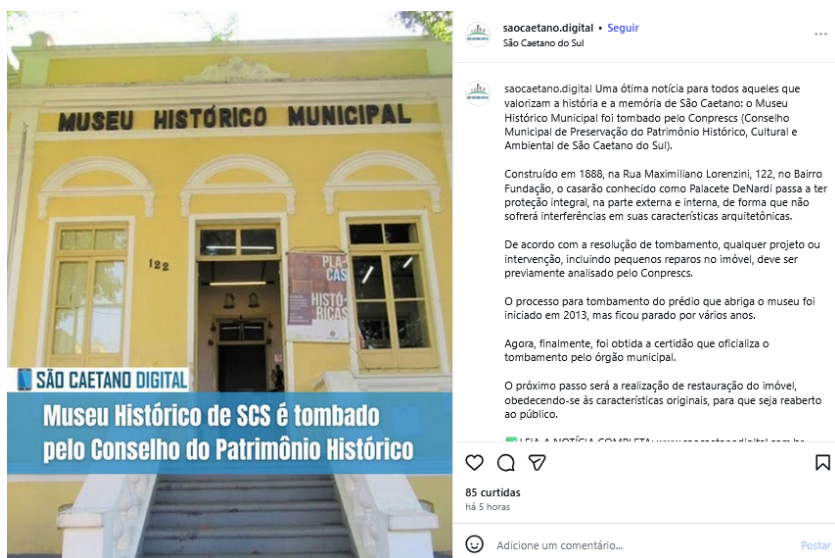 MUSEU HISTÓRICO MUNICIPAL
122
PLA-
CAS
HISTÓ-
RICAS
SÃO CAETANO DIGITAL
Museu Histórico de SCS é tombado
pelo Conselho do Patrimônio Histórico
saocaetano.digital • Seguir
São Caetano do Sul
saocaetano.digital Uma ótima notícia para todos aqueles que
valorizam a história e a memória de São Caetano: o Museu
Histórico Municipal foi tombado pelo Conprescs (Conselho
Municipal de Preservação do Patrimônio Histórico, Cultural e
Ambiental de São Caetano do Sul).
Construído em 1888, na Rua Maximiliano Lorenzini, 122, no Bairro
Fundação, o casarão conhecido como Palacete DeNardi passa a ter
proteção integral, na parte externa e interna, de forma que não
sofrerá interferências em suas características arquitetônicas.
De acordo com a resolução de tombamento, qualquer projeto ou
intervenção, incluindo pequenos reparos no imóvel, deve ser
previamente analisado pelo Conprescs.
O processo para tombamento do prédio que abriga o museu foi
iniciado em 2013, mas ficou parado por vários anos.
Agora, finalmente, foi obtida a certidão que oficializa o
tombamento pelo órgão municipal.
O próximo passo será a realização de restauração do imóvel,
obedecendo-se às características originais, para que seja reaberto
ao público.
LEIA A NOTÍCIA COMPLETA: www.saocaetanodigital.com.br
85 curtidas
há 5 horas
Adicione um comentário...
Postar